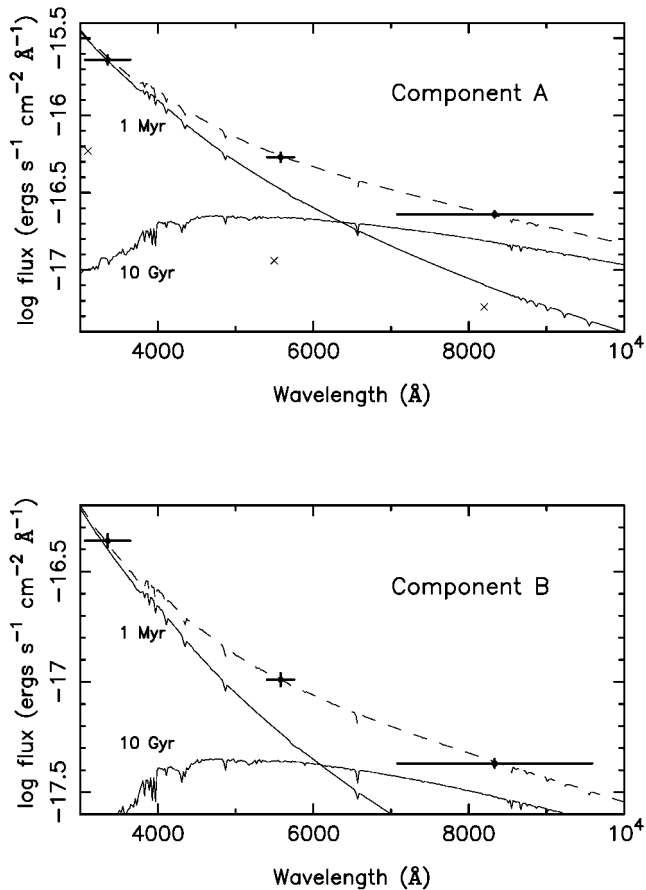 −15.5
−16
−16.5
−17
log flux (ergs s⁻¹ cm⁻² Å⁻¹)
Component A
1 Myr
10 Gyr
4000 6000 8000 10⁴
Wavelength (Å)
−16.5
−17
−17.5
log flux (ergs s⁻¹ cm⁻² Å⁻¹)
Component B
1 Myr
10 Gyr
4000 6000 8000 10⁴
Wavelength (Å)